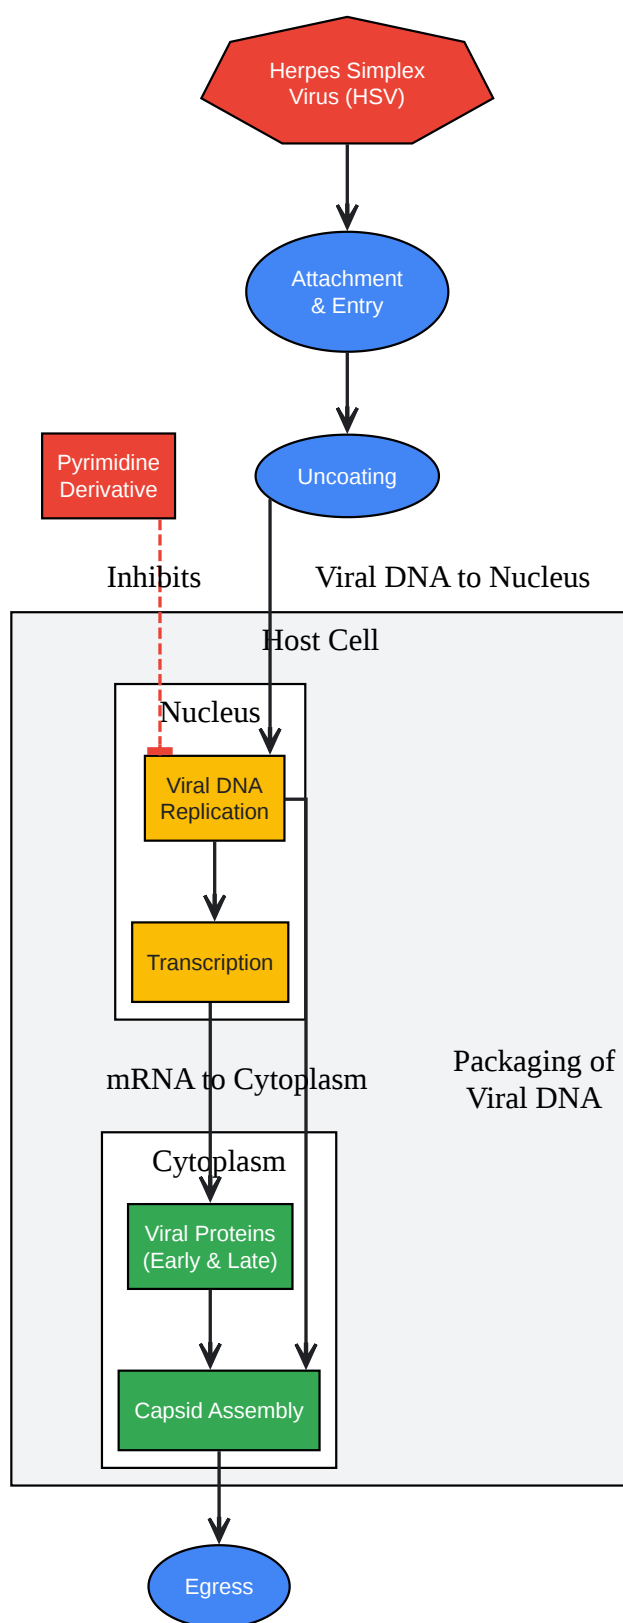 Herpes Simplex
Virus (HSV)
Attachment
& Entry
Pyrimidine
Derivative
Uncoating
Inhibits
Viral DNA to Nucleus
Host Cell
Nucleus
Viral DNA
Replication
Transcription
Packaging of
Viral DNA
mRNA to Cytoplasm
Cytoplasm
Viral Proteins
(Early & Late)
Capsid Assembly
Egress